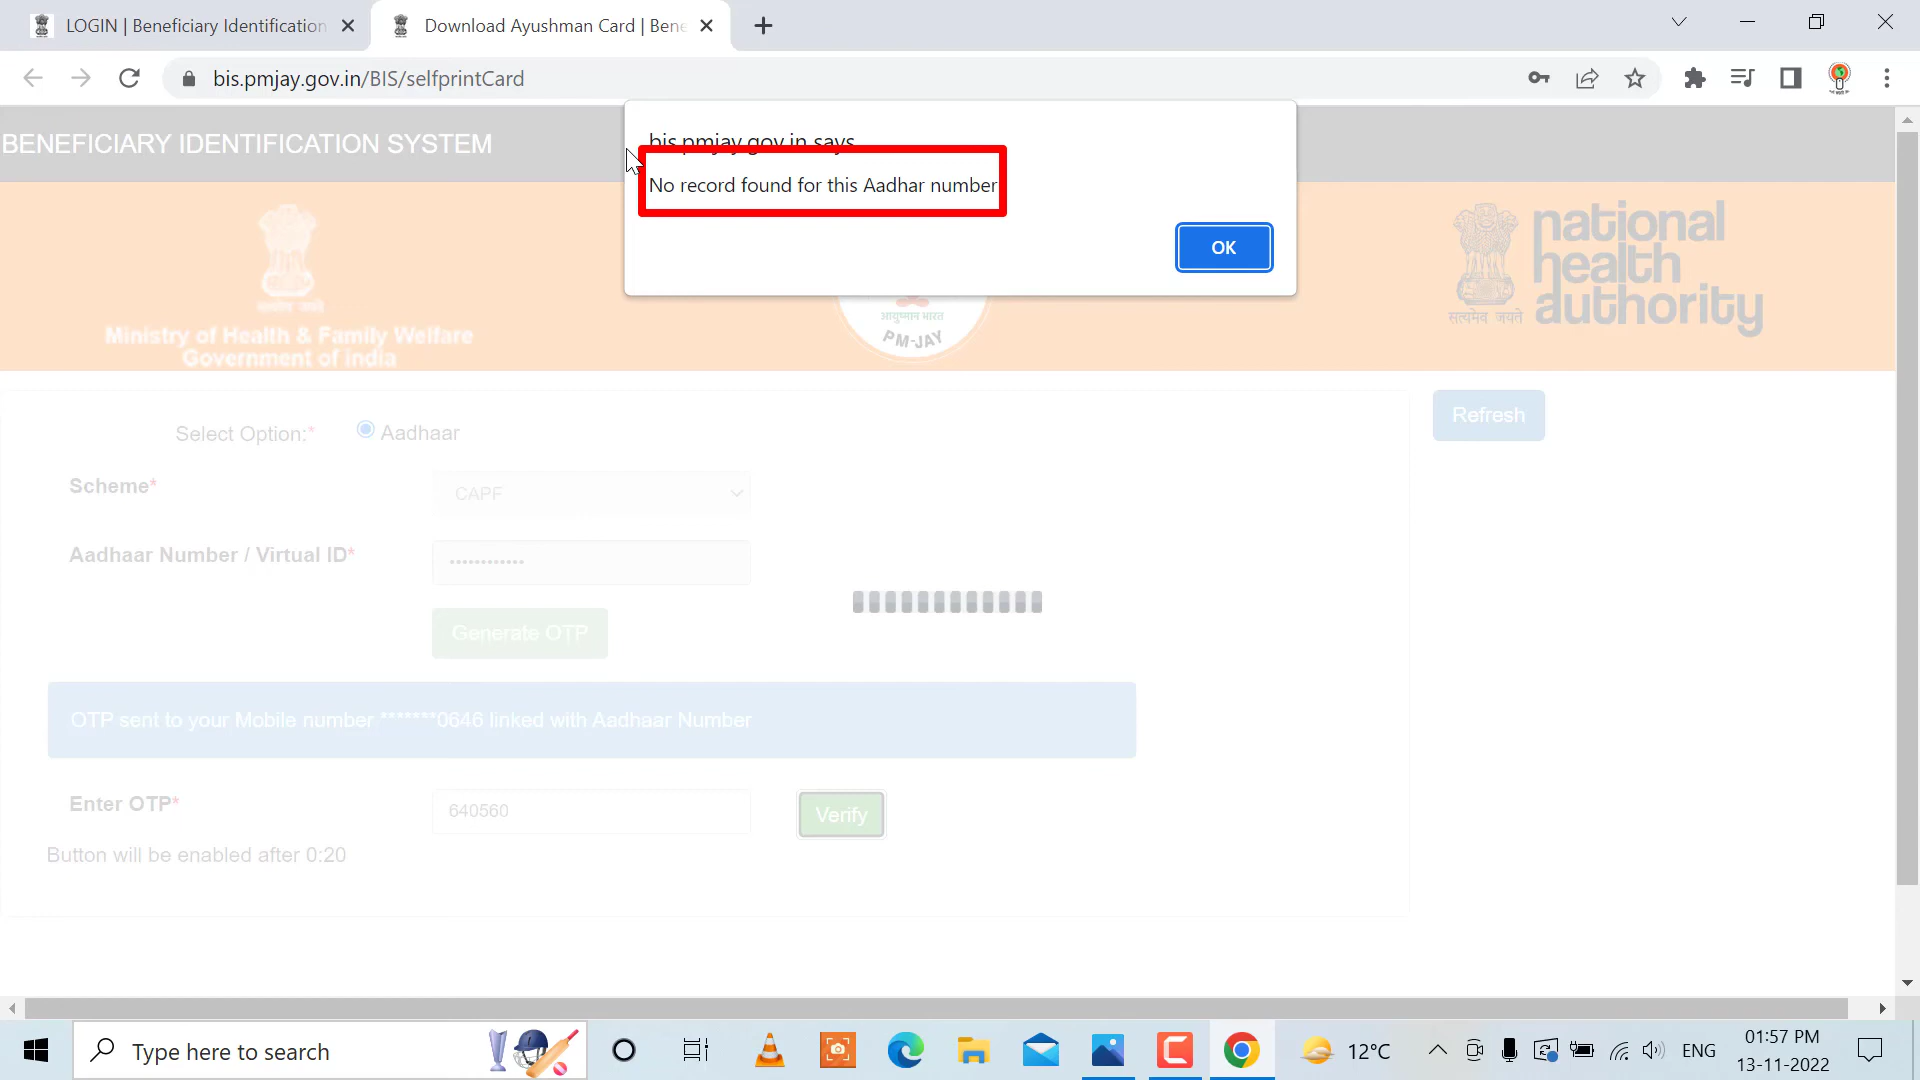 LOGIN | Beneficiary Identification
Download Ayushman Card | Bene
bis.pmjay.gov.in/BIS/selfprintCard
BENEFICIARY IDENTIFICATION SYSTEM
bis.pmjay.gov.in says
No record found for this Aadhar number
OK
सत्यमेव जयते
Ministry of Health & Family Welfare
Government of India
आयुष्मान भारत
PM-JAY
सत्यमेव जयते
national
health
authority
Select Option:*
Aadhaar
Refresh
Scheme*
CAPF
Aadhaar Number / Virtual ID*
••••••••••••
Generate OTP
OTP sent to your Mobile number *******0646 linked with Aadhaar Number
Enter OTP*
640560
Verify
Button will be enabled after 0:20
Type here to search
12°C
ENG
01:57 PM
13-11-2022